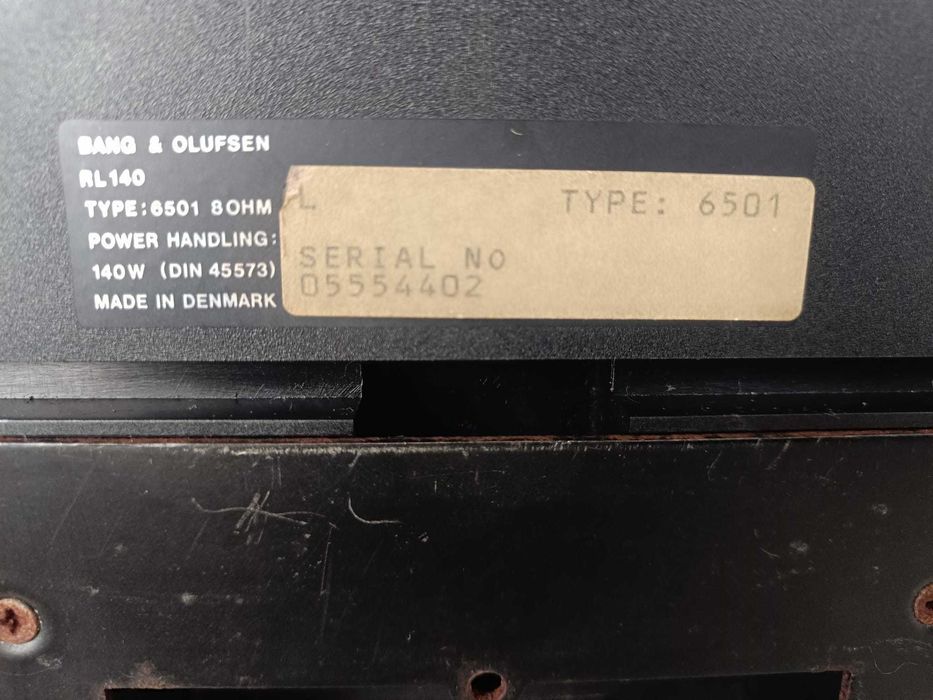 BANG & OLUFSEN
RL140
TYPE:6501 8OHM
POWER HANDLING:
140W (DIN 45573)
MADE IN DENMARK
L TYPE: 6501
SERIAL NO
05554402